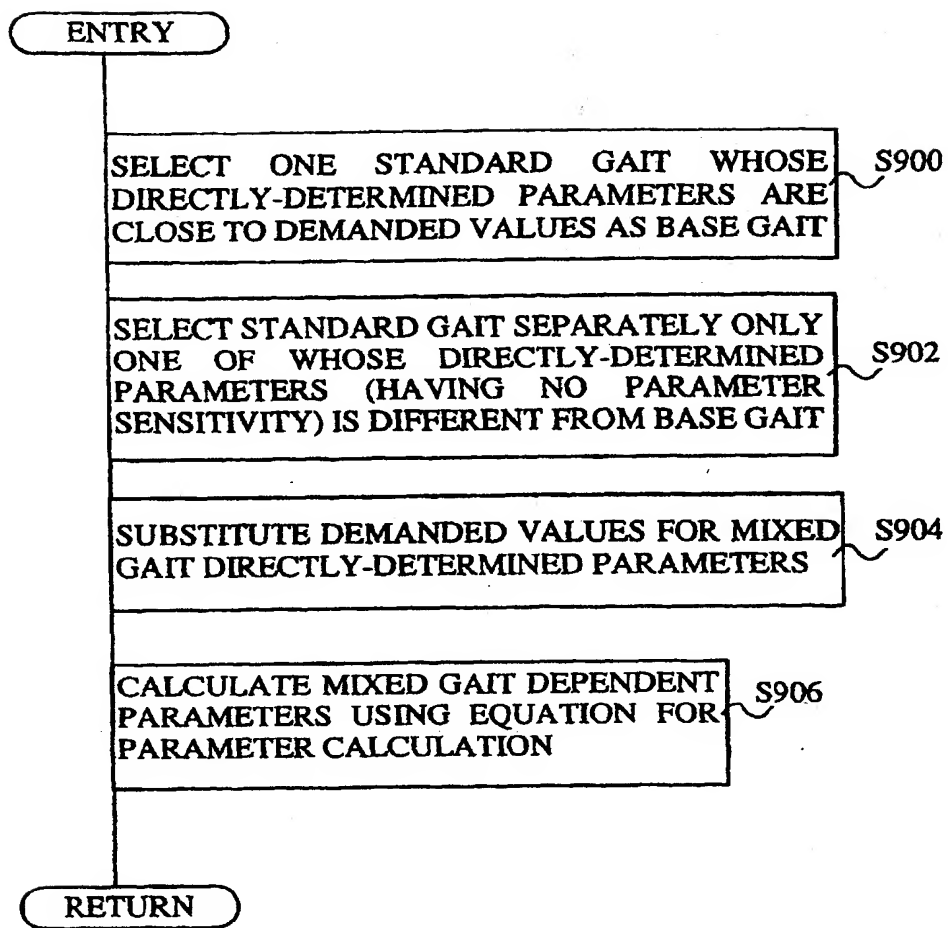 ENTRY
SELECT ONE STANDARD GAIT WHOSE
DIRECTLY-DETERMINED PARAMETERS ARE
CLOSE TO DEMANDED VALUES AS BASE GAIT
S900
SELECT STANDARD GAIT SEPARATELY ONLY
ONE OF WHOSE DIRECTLY-DETERMINED
PARAMETERS (HAVING NO PARAMETER
SENSITIVITY) IS DIFFERENT FROM BASE GAIT
S902
SUBSTITUTE DEMANDED VALUES FOR MIXED
GAIT DIRECTLY-DETERMINED PARAMETERS
S904
CALCULATE MIXED GAIT DEPENDENT
PARAMETERS USING EQUATION FOR
PARAMETER CALCULATION
S906
RETURN